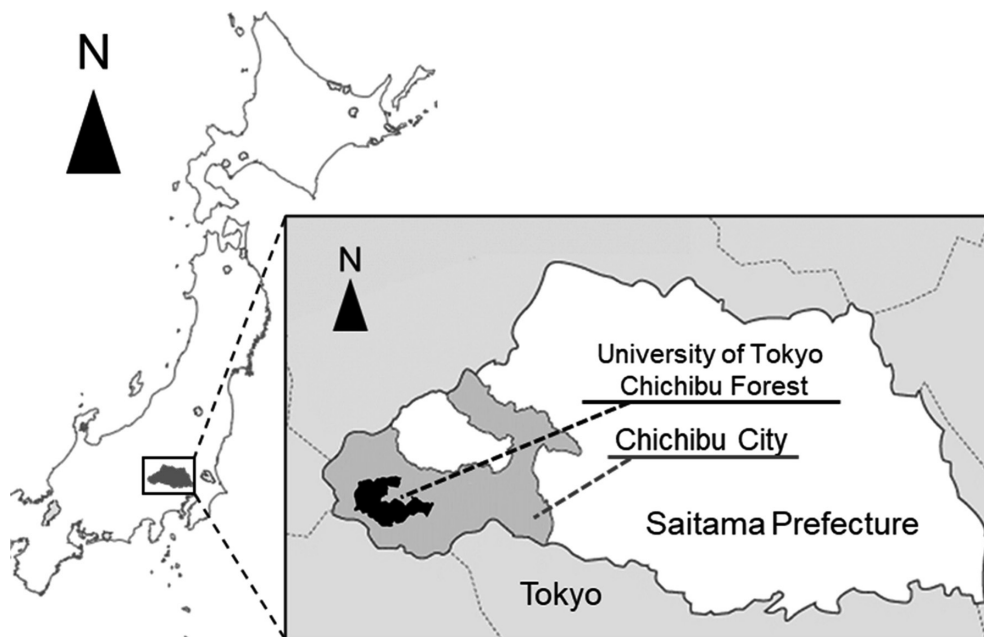 N
N
University of Tokyo
Chichibu Forest
Chichibu City
Saitama Prefecture
Tokyo